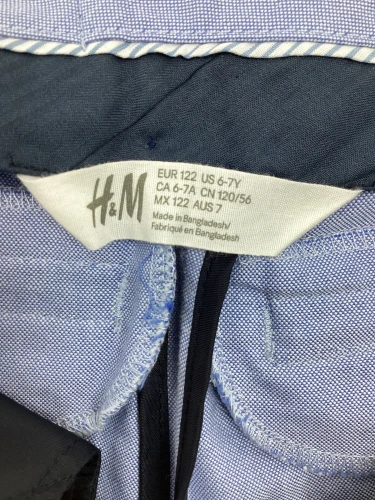 H&M
EUR 122 US 6-7Y
CA 6-7A CN 120/56
MX 122 AUS 7
Made in Bangladesh/
Fabriqué en Bangladesh